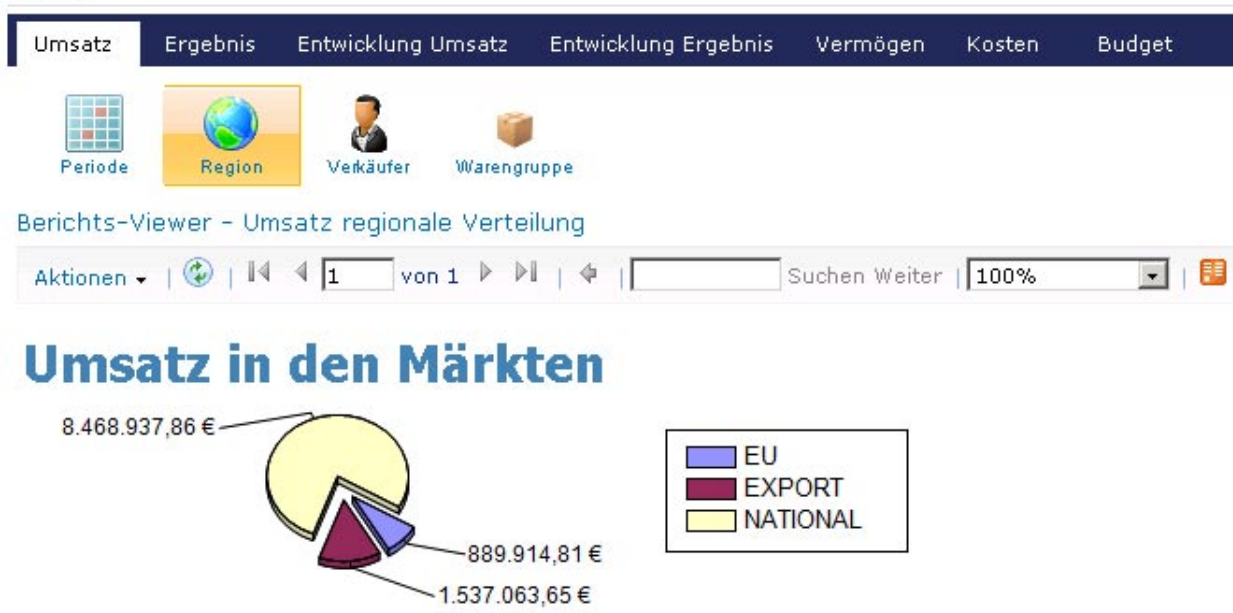 Umsatz Ergebnis Entwicklung Umsatz Entwicklung Ergebnis Vermögen Kosten Budget
Periode Region Verkäufer Warengruppe
Berichts-Viewer - Umsatz regionale Verteilung
Aktionen 1 von 1 Suchen Weiter 100%
Umsatz in den Märkten
8.468.937,86 €
EU
EXPORT
NATIONAL
889.914,81 €
1.537.063,65 €